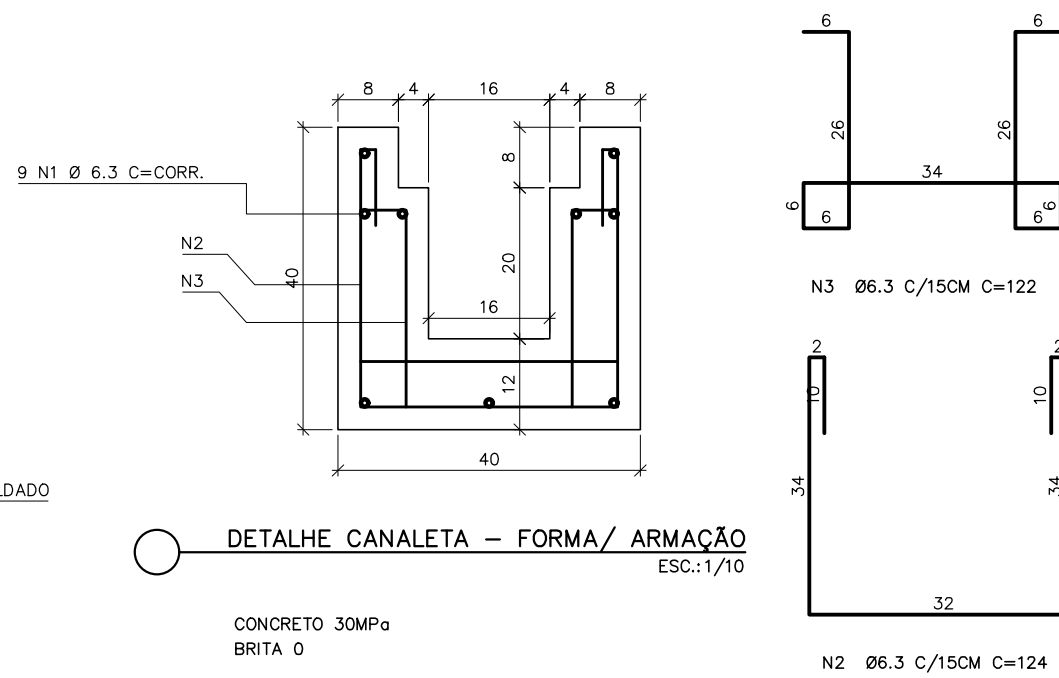 8 4 16 4 8
9 N1 Ø 6.3 C=CORR.
N2
N3
40
8
20
16
12
40
LDADO
DETALHE CANALETA – FORMA/ ARMAÇÃO
ESC.:1/10
CONCRETO 30MPa
BRITA 0
6 6
26 26
34
6 6 6 6
N3 Ø6.3 C/15CM C=122
2 2
10 10
34 34
32
N2 Ø6.3 C/15CM C=124